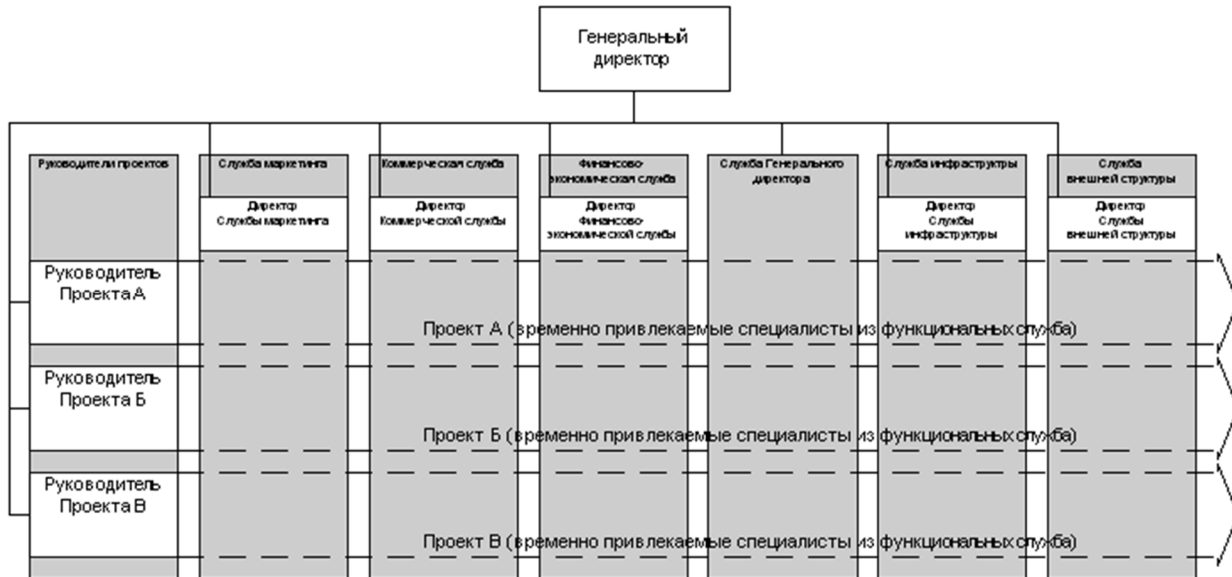 Генеральный
директор
Руководители проектов
Служба маркетинга
Коммерческая служба
Финансово-
экономическая служба
Служба Генерального
директора
Служба инфраструктры
Служба
внешней структуры
Директор
Службы маркетинга
Директор
Коммерческой службы
Директор
Финансово-
экономической службы
Директор
Службы
инфраструктуры
Директор
Службы
внешней структуры
Руководитель
Проекта А
Проект А (временно привлекаемые специалисты из функциональных служба)
Руководитель
Проекта Б
Проект Б (временно привлекаемые специалисты из функциональных служба)
Руководитель
Проекта В
Проект В (временно привлекаемые специалисты из функциональных служба)